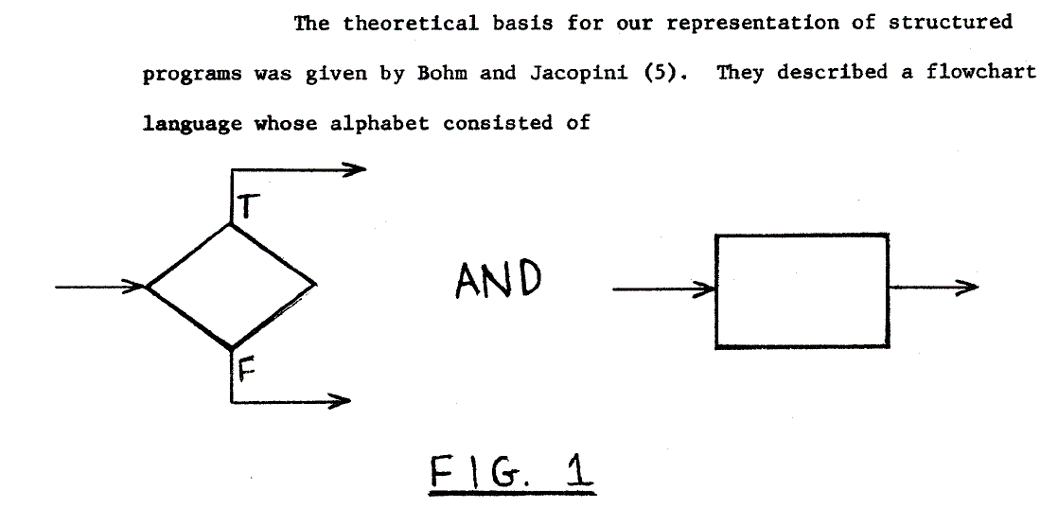 The theoretical basis for our representation of structured
programs was given by Bohm and Jacopini (5). They described a flowchart
language whose alphabet consisted of
T
AND
F
FIG. 1